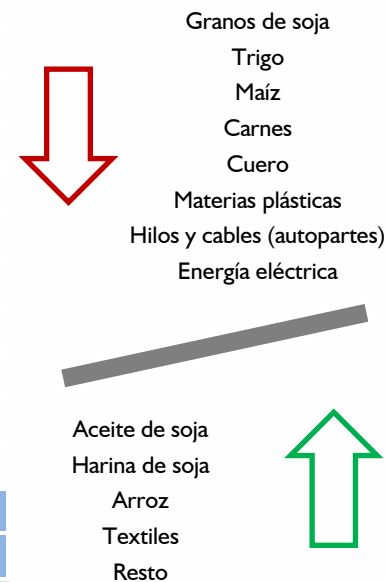 Granos de soja
Trigo
Maíz
Carnes
Cuero
Materias plásticas
Hilos y cables (autopartes)
Energía eléctrica
Aceite de soja
Harina de soja
Arroz
Textiles
Resto